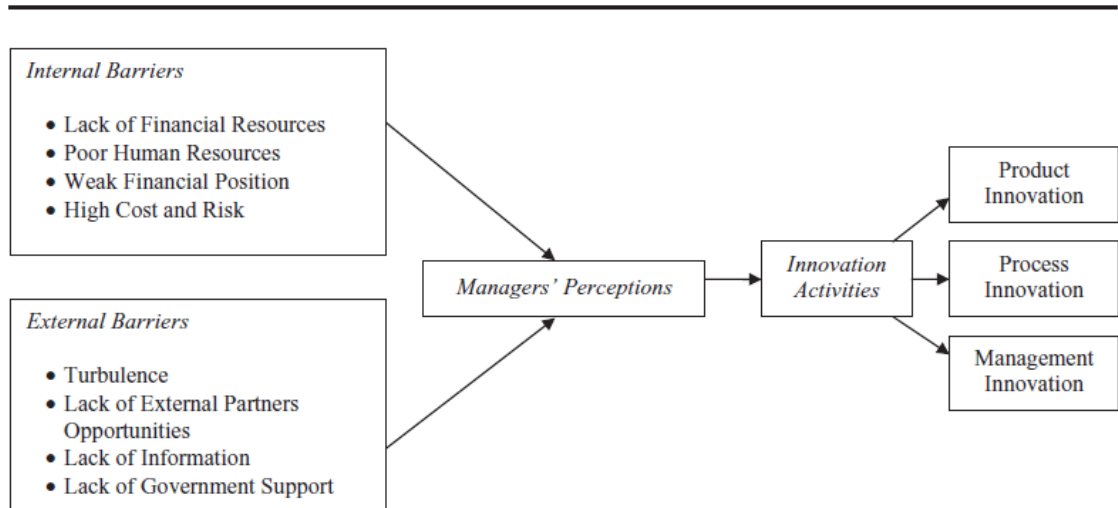 Internal Barriers
• Lack of Financial Resources
• Poor Human Resources
• Weak Financial Position
• High Cost and Risk
External Barriers
• Turbulence
• Lack of External Partners
Opportunities
• Lack of Information
• Lack of Government Support
Managers’ Perceptions
Innovation
Activities
Product
Innovation
Process
Innovation
Management
Innovation